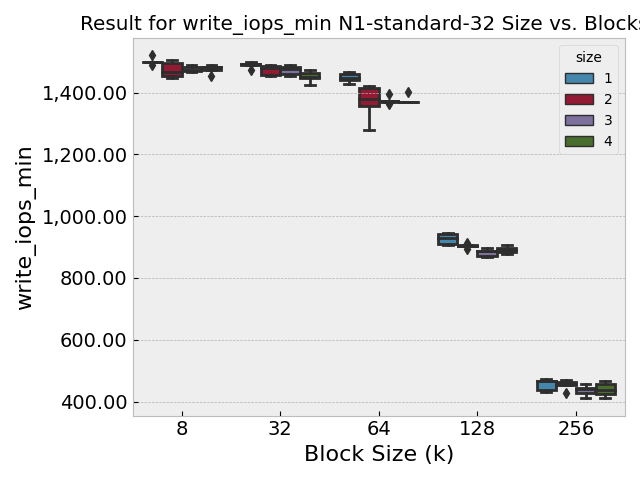 Result for write_iops_min N1-standard-32 Size vs. Blocks
size
1
2
3
4
1,400.00
1,200.00
1,000.00
800.00
600.00
400.00
write_iops_min
8 32 64 128 256
Block Size (k)